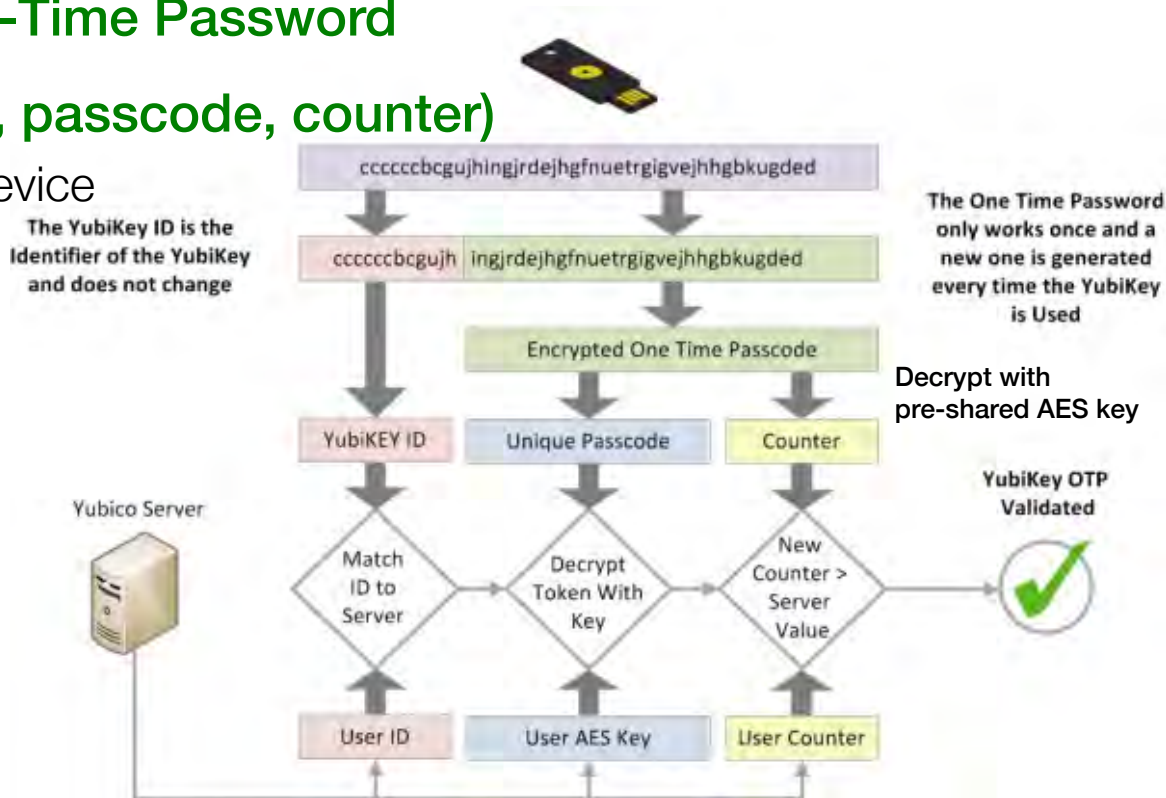 -Time Password
, passcode, counter)
evice
The YubiKey ID is the
Identifier of the YubiKey
and does not change
ccccccbcgujhingjrdejhgfnuetrgigvejhhgbkugded
ccccccbcgujh
ingjrdejhgfnuetrgigvejhhgbkugded
The One Time Password
only works once and a
new one is generated
every time the YubiKey
is Used
Encrypted One Time Passcode
Decrypt with
pre-shared AES key
YubiKEY ID
Unique Passcode
Counter
Yubico Server
Match
ID to
Server
Decrypt
Token With
Key
New
Counter >
Server
Value
YubiKey OTP
Validated
User ID
User AES Key
User Counter